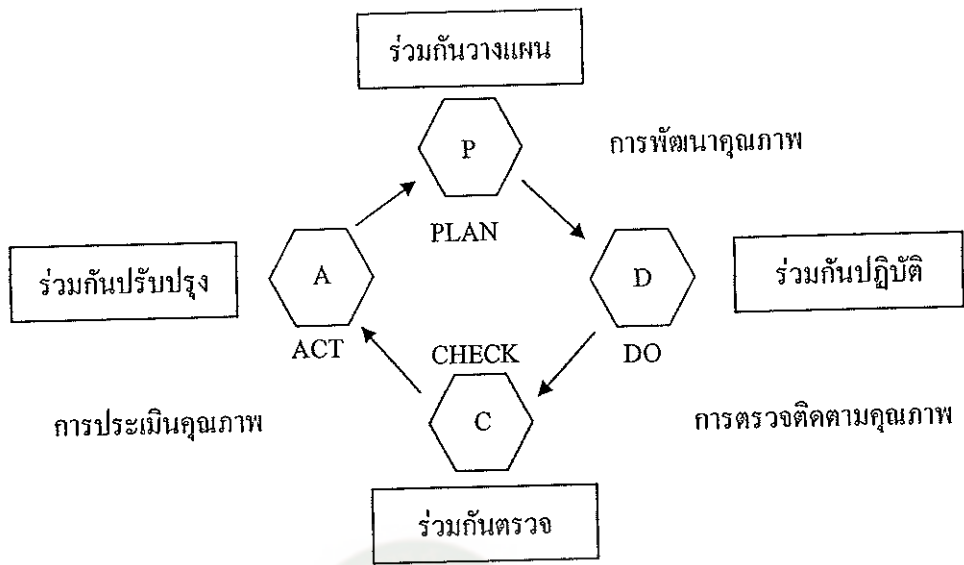 ร่วมกันวางแผน
P
การพัฒนาคุณภาพ
PLAN
ร่วมกันปรับปรุง
A
D
ร่วมกันปฏิบัติ
ACT
CHECK
DO
การประเมินคุณภาพ
C
การตรวจติดตามคุณภาพ
ร่วมกันตรวจ